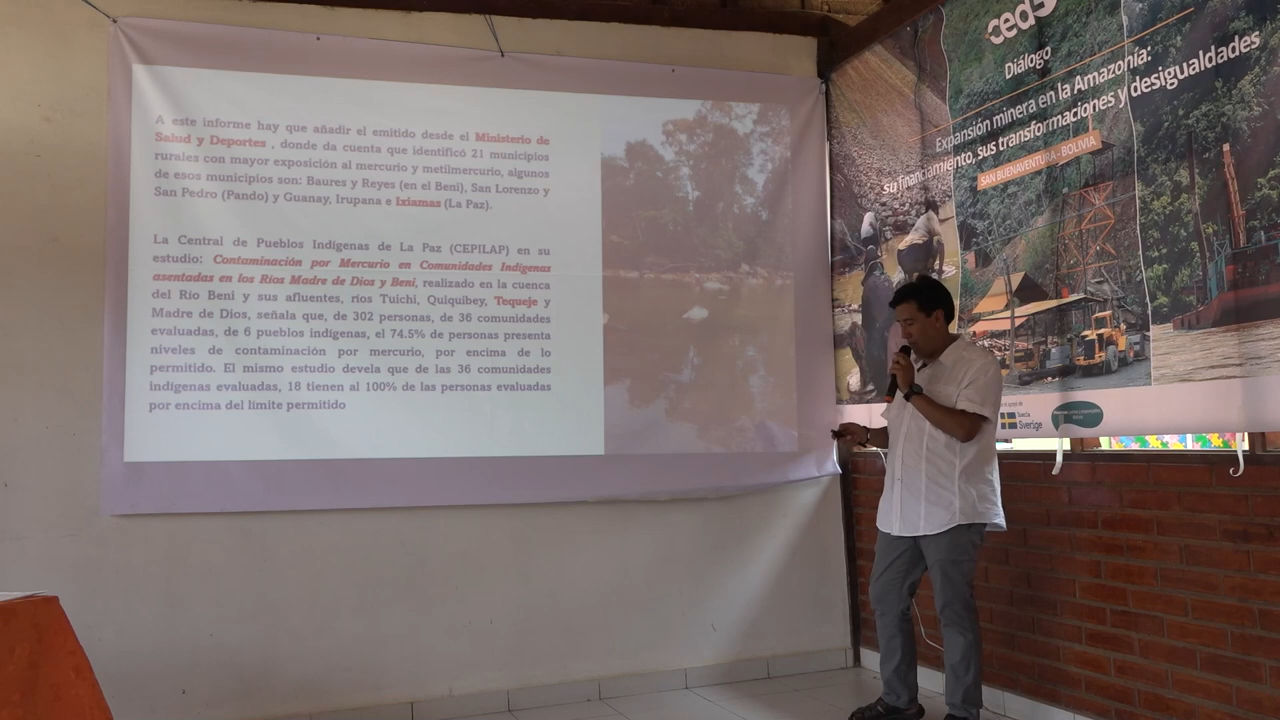 A este informe hay que añadir el emitido desde el Ministerio de
Salud y Deportes , donde da cuenta que identificó 21 municipios
rurales con mayor exposición al mercurio y metilmercurio, algunos
de esos municipios son: Baures y Reyes (en el Beni), San Lorenzo y
San Pedro (Pando) y Guanay, Irupana e Ixiamas (La Paz).
La Central de Pueblos Indígenas de La Paz (CEPILAP) en su
estudio: Contaminación por Mercurio en Comunidades Indígenas
asentadas en los Ríos Madre de Dios y Beni, realizado en la cuenca
del Río Beni y sus afluentes, ríos Tuichi, Quiquibey, Tequeje y
Madre de Dios, señala que, de 302 personas, de 36 comunidades
evaluadas, de 6 pueblos indígenas, el 74.5% de personas presenta
niveles de contaminación por mercurio, por encima de lo
permitido. El mismo estudio devela que de las 36 comunidades
indígenas evaluadas, 18 tienen al 100% de las personas evaluadas
por encima del límite permitido
Diálogo
Expansión minera en la Amazonía:
su financiamiento, sus transformaciones y desigualdades
SAN BUENAVENTURA - BOLIVIA
Suecia
Sverige